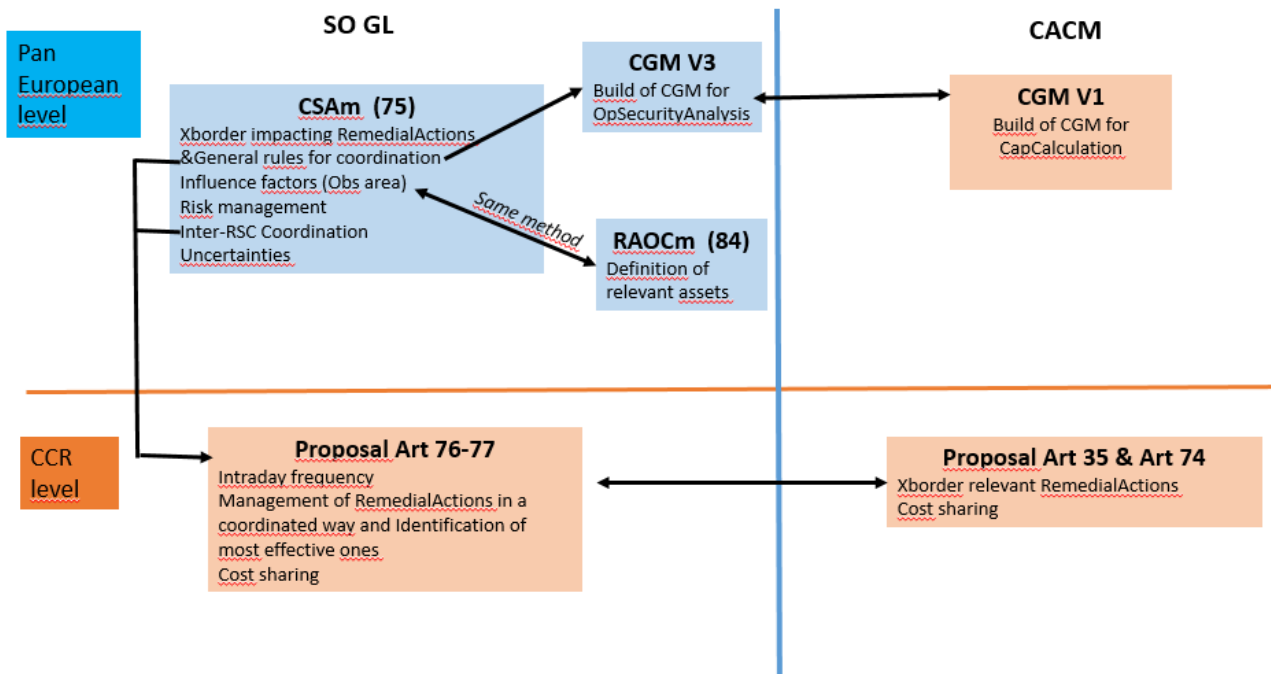 SO GL
CACM
Pan
European
level
CSAm (75)
Xborder impacting RemedialActions
&General rules for coordination
Influence factors (Obs area)
Risk management
Inter-RSC Coordination
Uncertainties
CGM V3
Build of CGM for
OpSecurityAnalysis
CGM V1
Build of CGM for
CapCalculation
Same method
RAOCm (84)
Definition of
relevant assets
CCR
level
Proposal Art 76-77
Intraday frequency
Management of RemedialActions in a
coordinated way and Identification of
most effective ones
Cost sharing
Proposal Art 35 & Art 74
Xborder relevant RemedialActions
Cost sharing